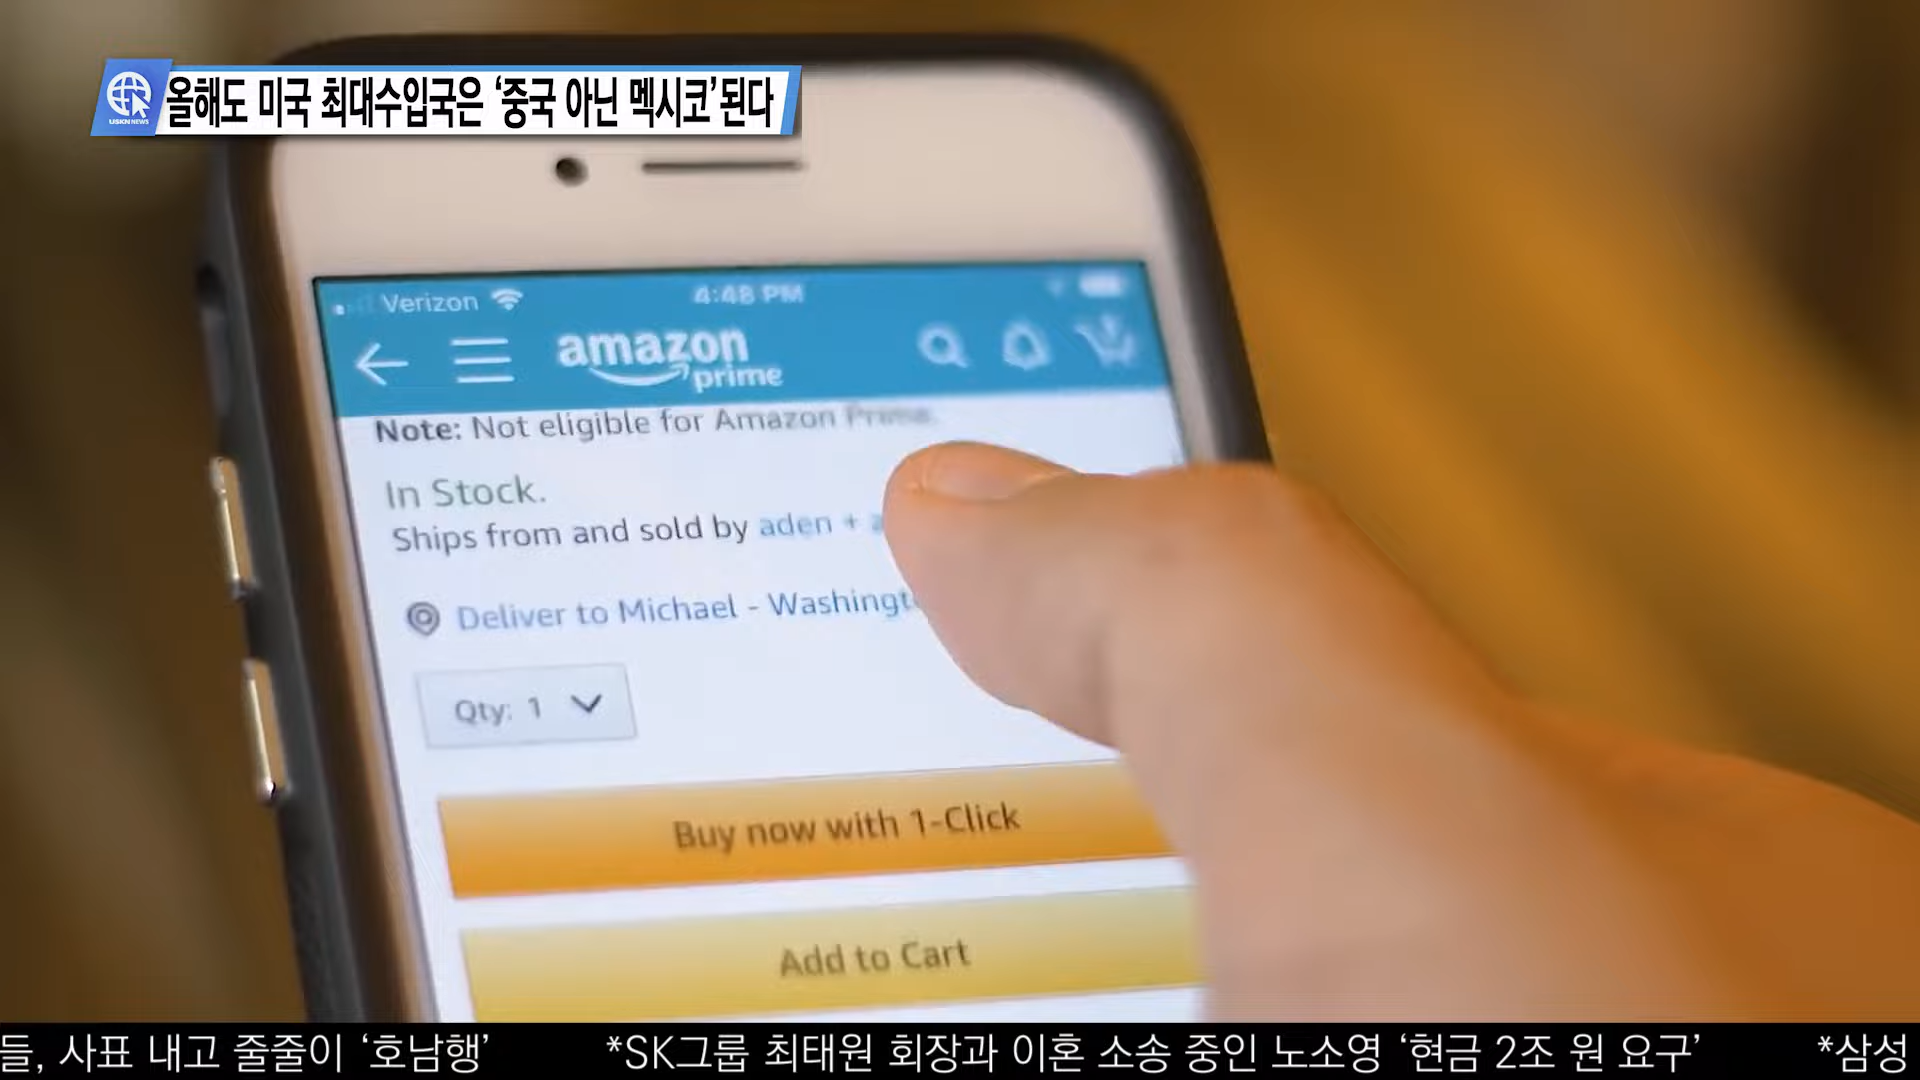 올해도 미국 최대수입국은 ‘중국 아닌 멕시코’된다
USKN NEWS
Verizon 4:48 PM
amazon
prime
Note: Not eligible for Amazon Prime.
In Stock.
Ships from and sold by aden +
Deliver to Michael - Washingt
Qty: 1
Buy now with 1-Click
Add to Cart
들, 사표 내고 줄줄이 ‘호남행’ *SK그룹 최태원 회장과 이혼 소송 중인 노소영 ‘현금 2조 원 요구’ *삼성